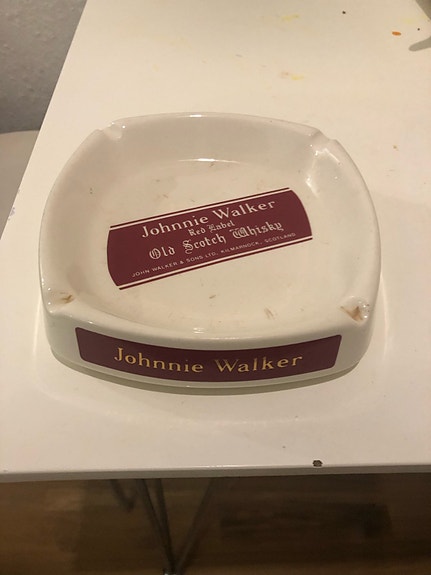 Johnnie Walker
Red Label
Old Scotch Whisky
JOHN WALKER & SONS LTD. KILMARNOCK, SCOTLAND
Johnnie Walker